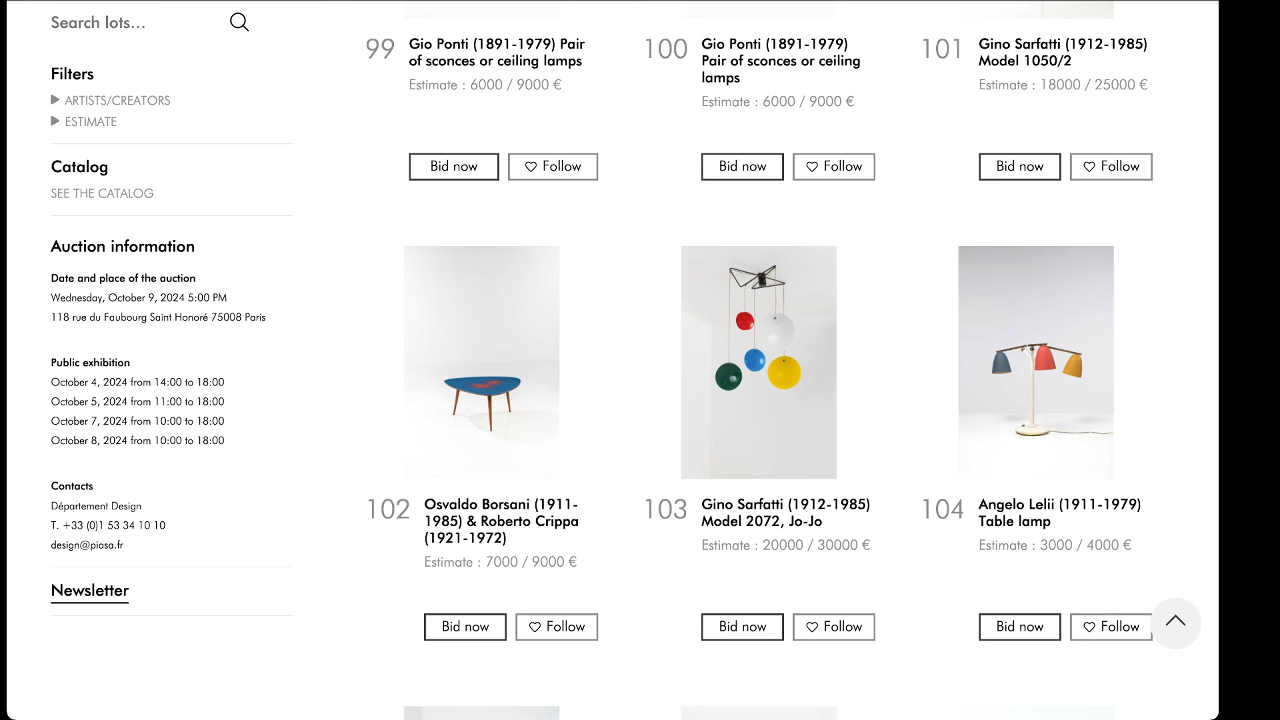 Search lots...
Filters
ARTISTS/CREATORS
ESTIMATE
Catalog
SEE THE CATALOG
Auction information
Date and place of the auction
Wednesday, October 9, 2024 5:00 PM
118 rue du Faubourg Saint Honoré 75008 Paris
Public exhibition
October 4, 2024 from 14:00 to 18:00
October 5, 2024 from 11:00 to 18:00
October 7, 2024 from 10:00 to 18:00
October 8, 2024 from 10:00 to 18:00
Contacts
Département Design
T. +33 (0)1 53 34 10 10
design@piasa.fr
Newsletter
99
Gio Ponti (1891-1979) Pair
of sconces or ceiling lamps
Estimate : 6000 / 9000 €
Bid now
Follow
100
Gio Ponti (1891-1979)
Pair of sconces or ceiling
lamps
Estimate : 6000 / 9000 €
Bid now
Follow
101
Gino Sarfatti (1912-1985)
Model 1050/2
Estimate : 18000 / 25000 €
Bid now
Follow
102
Osvaldo Borsani (1911-
1985) & Roberto Crippa
(1921-1972)
Estimate : 7000 / 9000 €
Bid now
Follow
103
Gino Sarfatti (1912-1985)
Model 2072, Jo-Jo
Estimate : 20000 / 30000 €
Bid now
Follow
104
Angelo Lelii (1911-1979)
Table lamp
Estimate : 3000 / 4000 €
Bid now
Follow